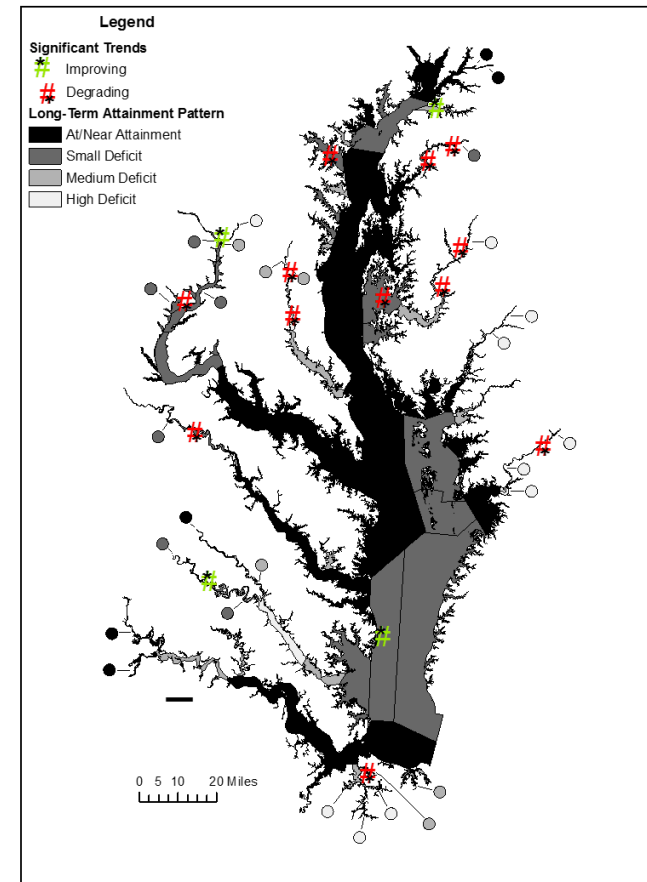 Legend
Significant Trends
Improving
Degrading
Long-Term Attainment Pattern
At/Near Attainment
Small Deficit
Medium Deficit
High Deficit
0 5 10 20 Miles